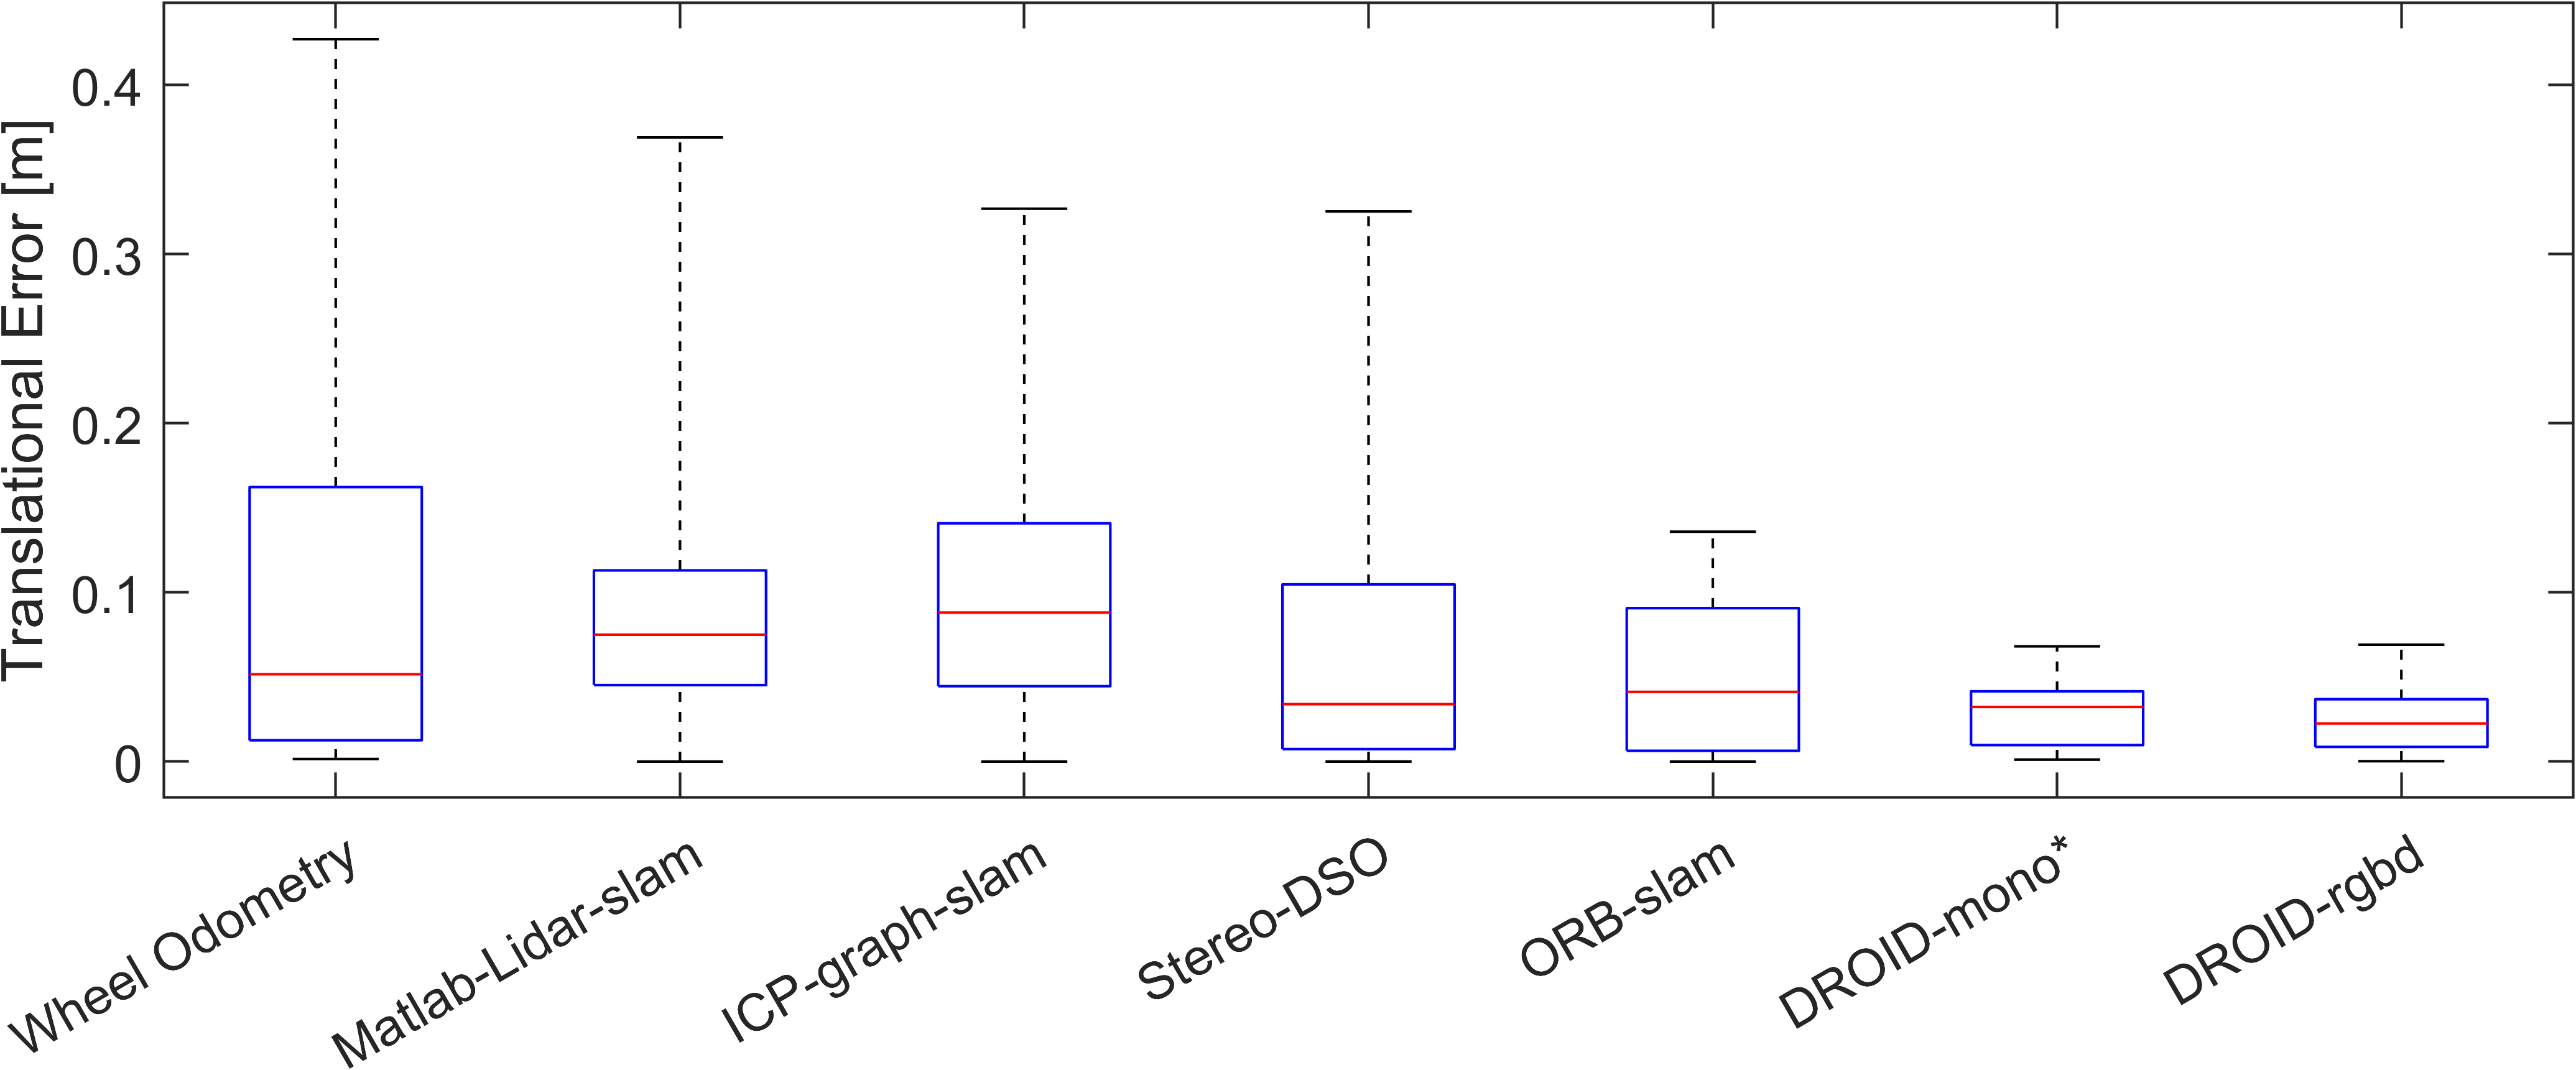 Translational Error [m]
0.4
0.3
0.2
0.1
0
Wheel Odometry
Matlab-Lidar-slam
ICP-graph-slam
Stereo-DSO
ORB-slam
DROID-mono*
DROID-rgbd